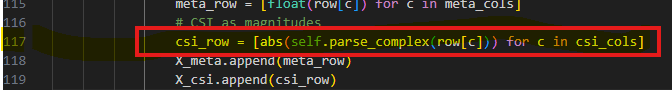 115 meta_row = [float(row[c]) for c in meta_cols]
116 # CSI as magnitudes
117 csi_row = [abs(self.parse_complex(row[c])) for c in csi_cols]
118 X_meta.append(meta_row)
119 X_csi.append(csi_row)